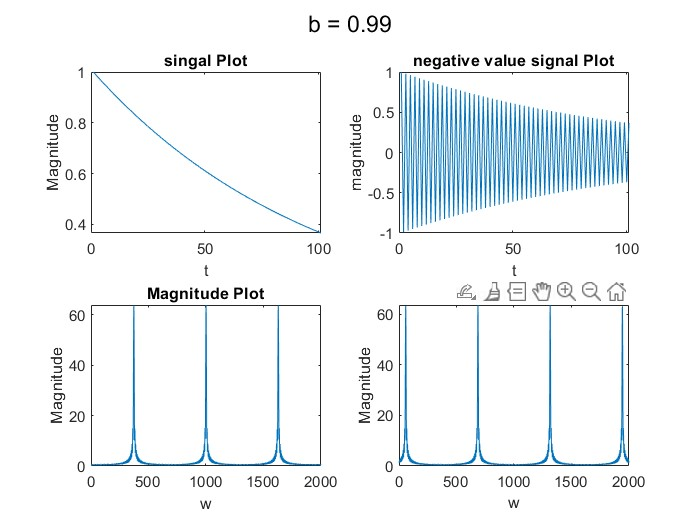 b = 0.99
singal Plot
1
0.8
0.6
0.4
0
50
100
Magnitude
t
negative value signal Plot
1
0.5
0
-0.5
-1
0
50
100
magnitude
t
Magnitude Plot
60
40
20
0
0
500
1000
1500
2000
Magnitude
w
60
40
20
0
0
500
1000
1500
2000
Magnitude
w